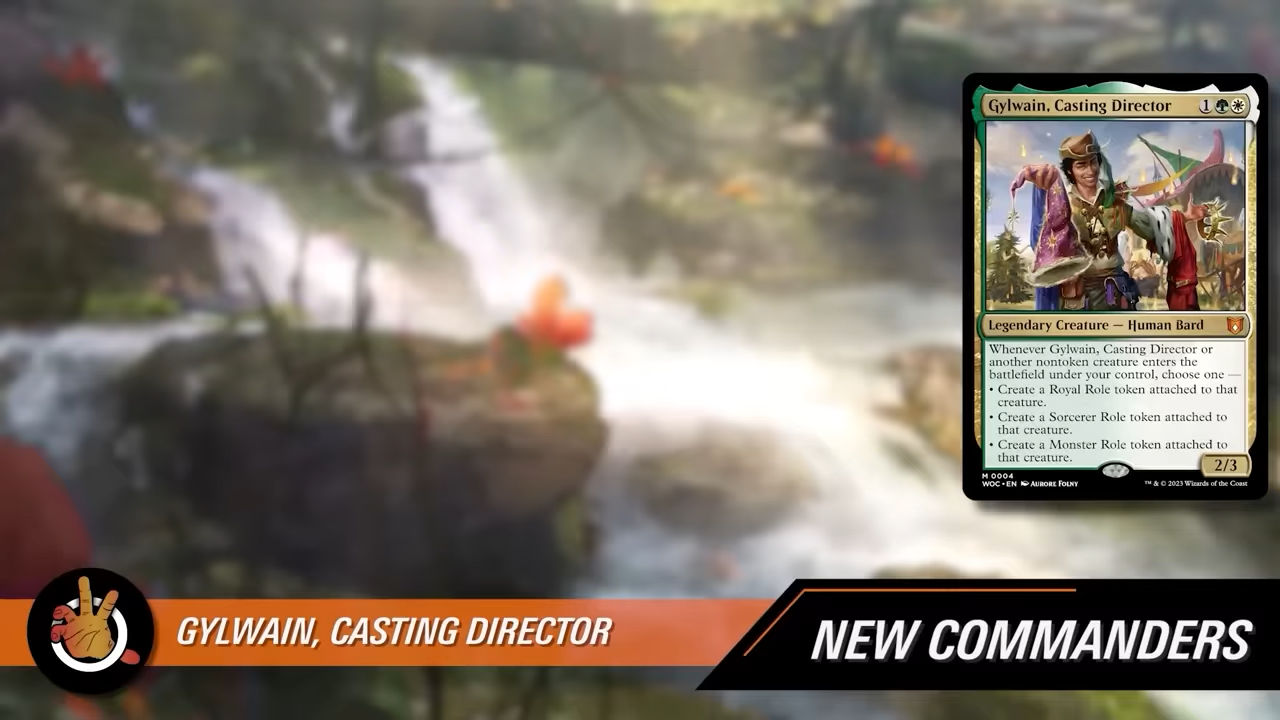 Gylwain, Casting Director 1
Legendary Creature — Human Bard
Whenever Gylwain, Casting Director or
another nontoken creature enters the
battlefield under your control, choose one —
• Create a Royal Role token attached to that
creature.
• Create a Sorcerer Role token attached to
that creature.
• Create a Monster Role token attached to
that creature.
2/3
M 0004
WOC • EN AURORE FOLNY
™ & © 2023 Wizards of the Coast
GYLWAIN, CASTING DIRECTOR
NEW COMMANDERS